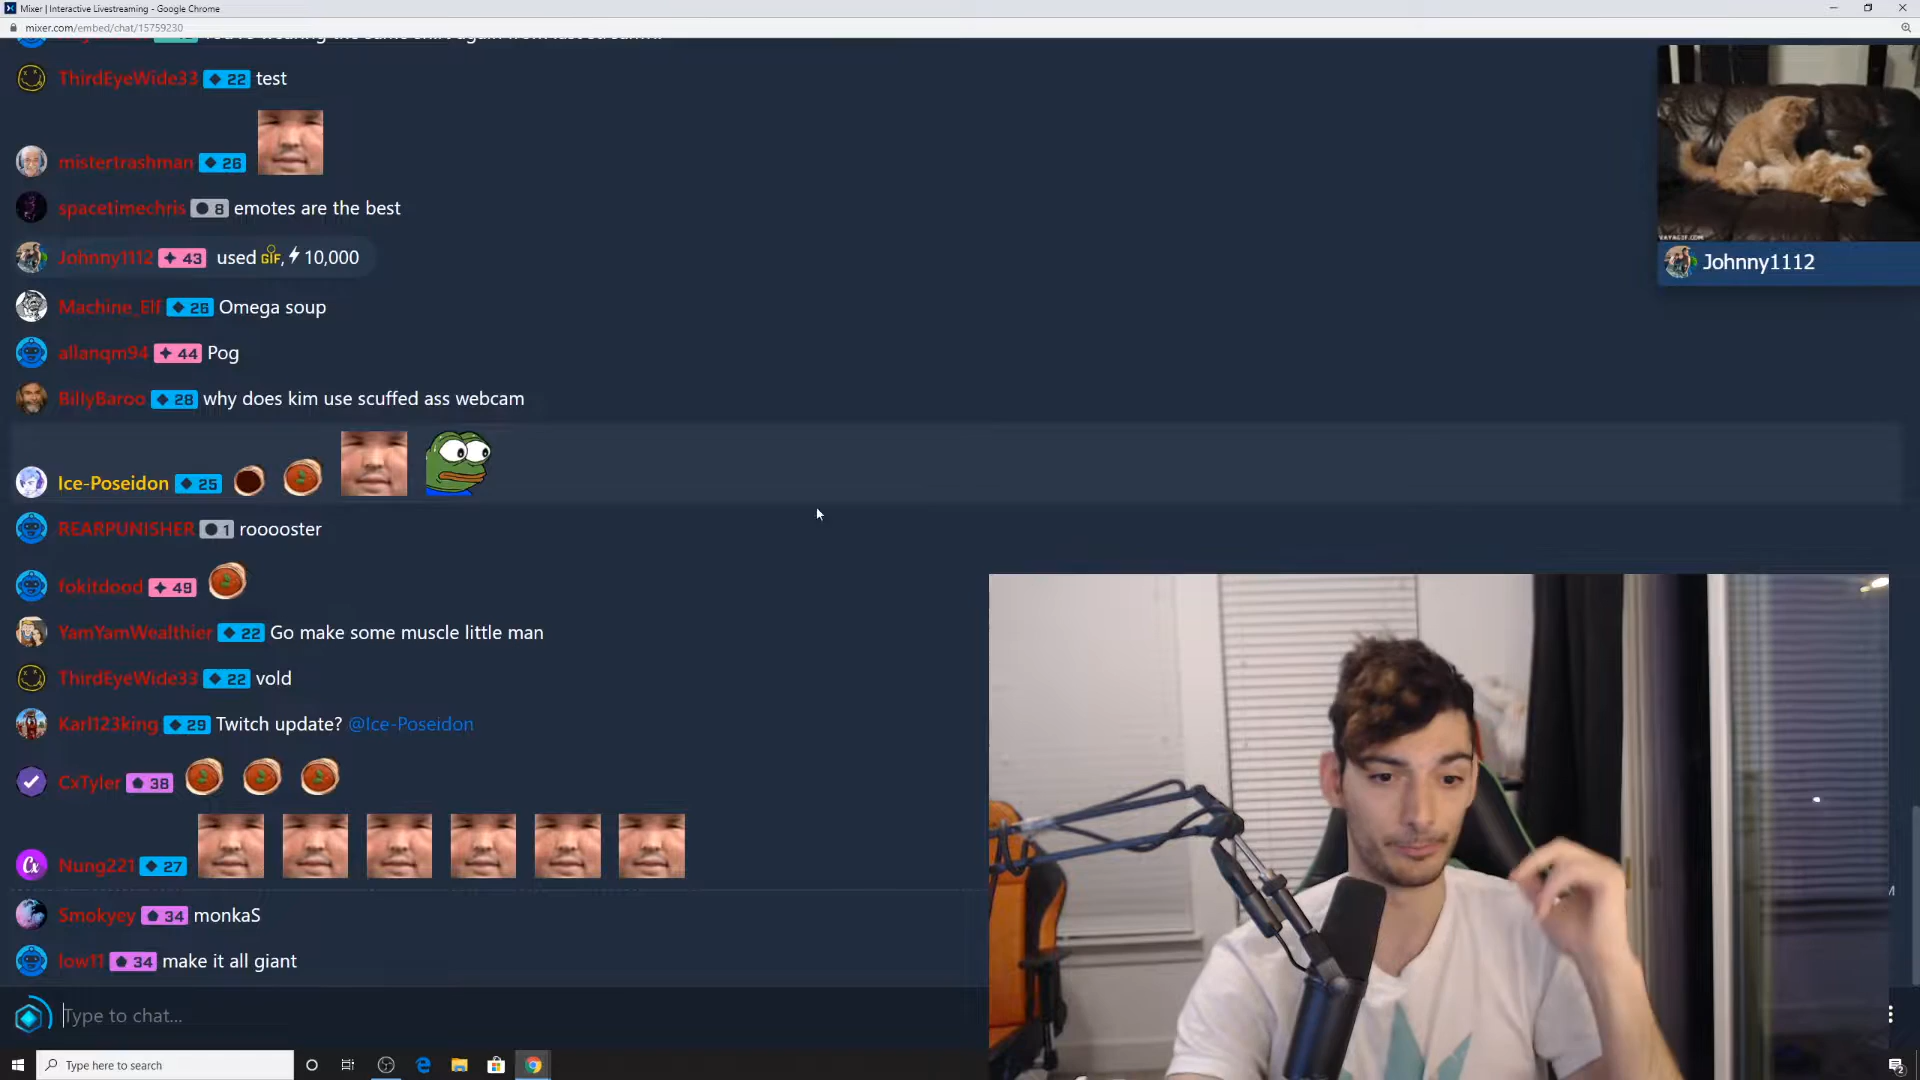 Mixer | Interactive Livestreaming - Google Chrome
mixer.com/embed/chat/15759230
ThirdEyeWide33 22 test
mistertrashman 26
spacetimechris 8 emotes are the best
Johnny1112 43 used GIF, 10,000
Machine_Elf 26 Omega soup
allanqm94 44 Pog
BillyBaroo 28 why does kim use scuffed ass webcam
Ice-Poseidon 25
REARPUNISHER 1 rooooster
fokitdood 49
YamYamWealthier 22 Go make some muscle little man
ThirdEyeWide33 22 vold
Karl123king 29 Twitch update? @Ice-Poseidon
CxTyler 38
Cx Nung221 27
Smokyey 34 monkaS
low11 34 make it all giant
Type to chat...
Type here to search
VAYAGIF.COM
Johnny1112
M
2